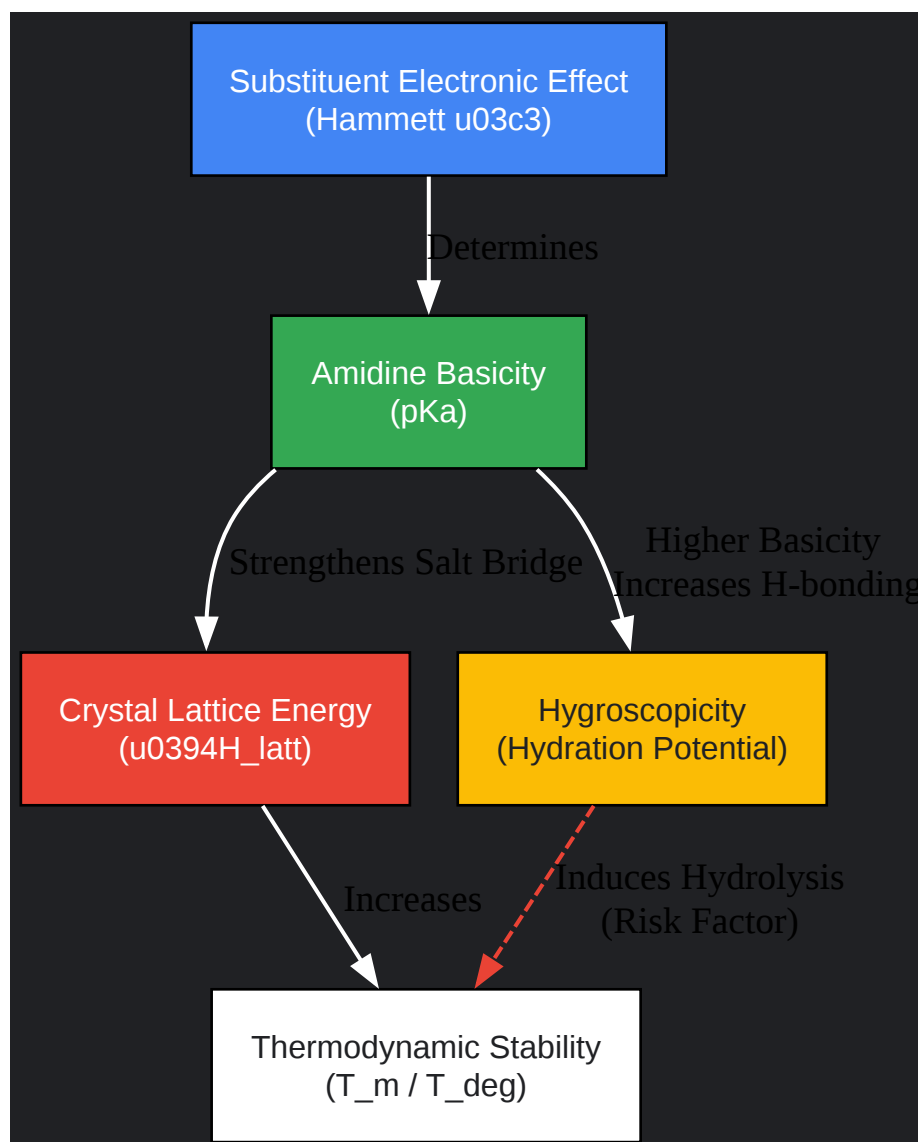 Substituent Electronic Effect
(Hammett u03c3)
Determines
Amidine Basicity
(pKa)
Strengthens Salt Bridge
Higher Basicity
Increases H-bonding
Crystal Lattice Energy
(u0394H_latt)
Hygroscopicity
(Hydration Potential)
Increases
Induces Hydrolysis
(Risk Factor)
Thermodynamic Stability
(T_m / T_deg)